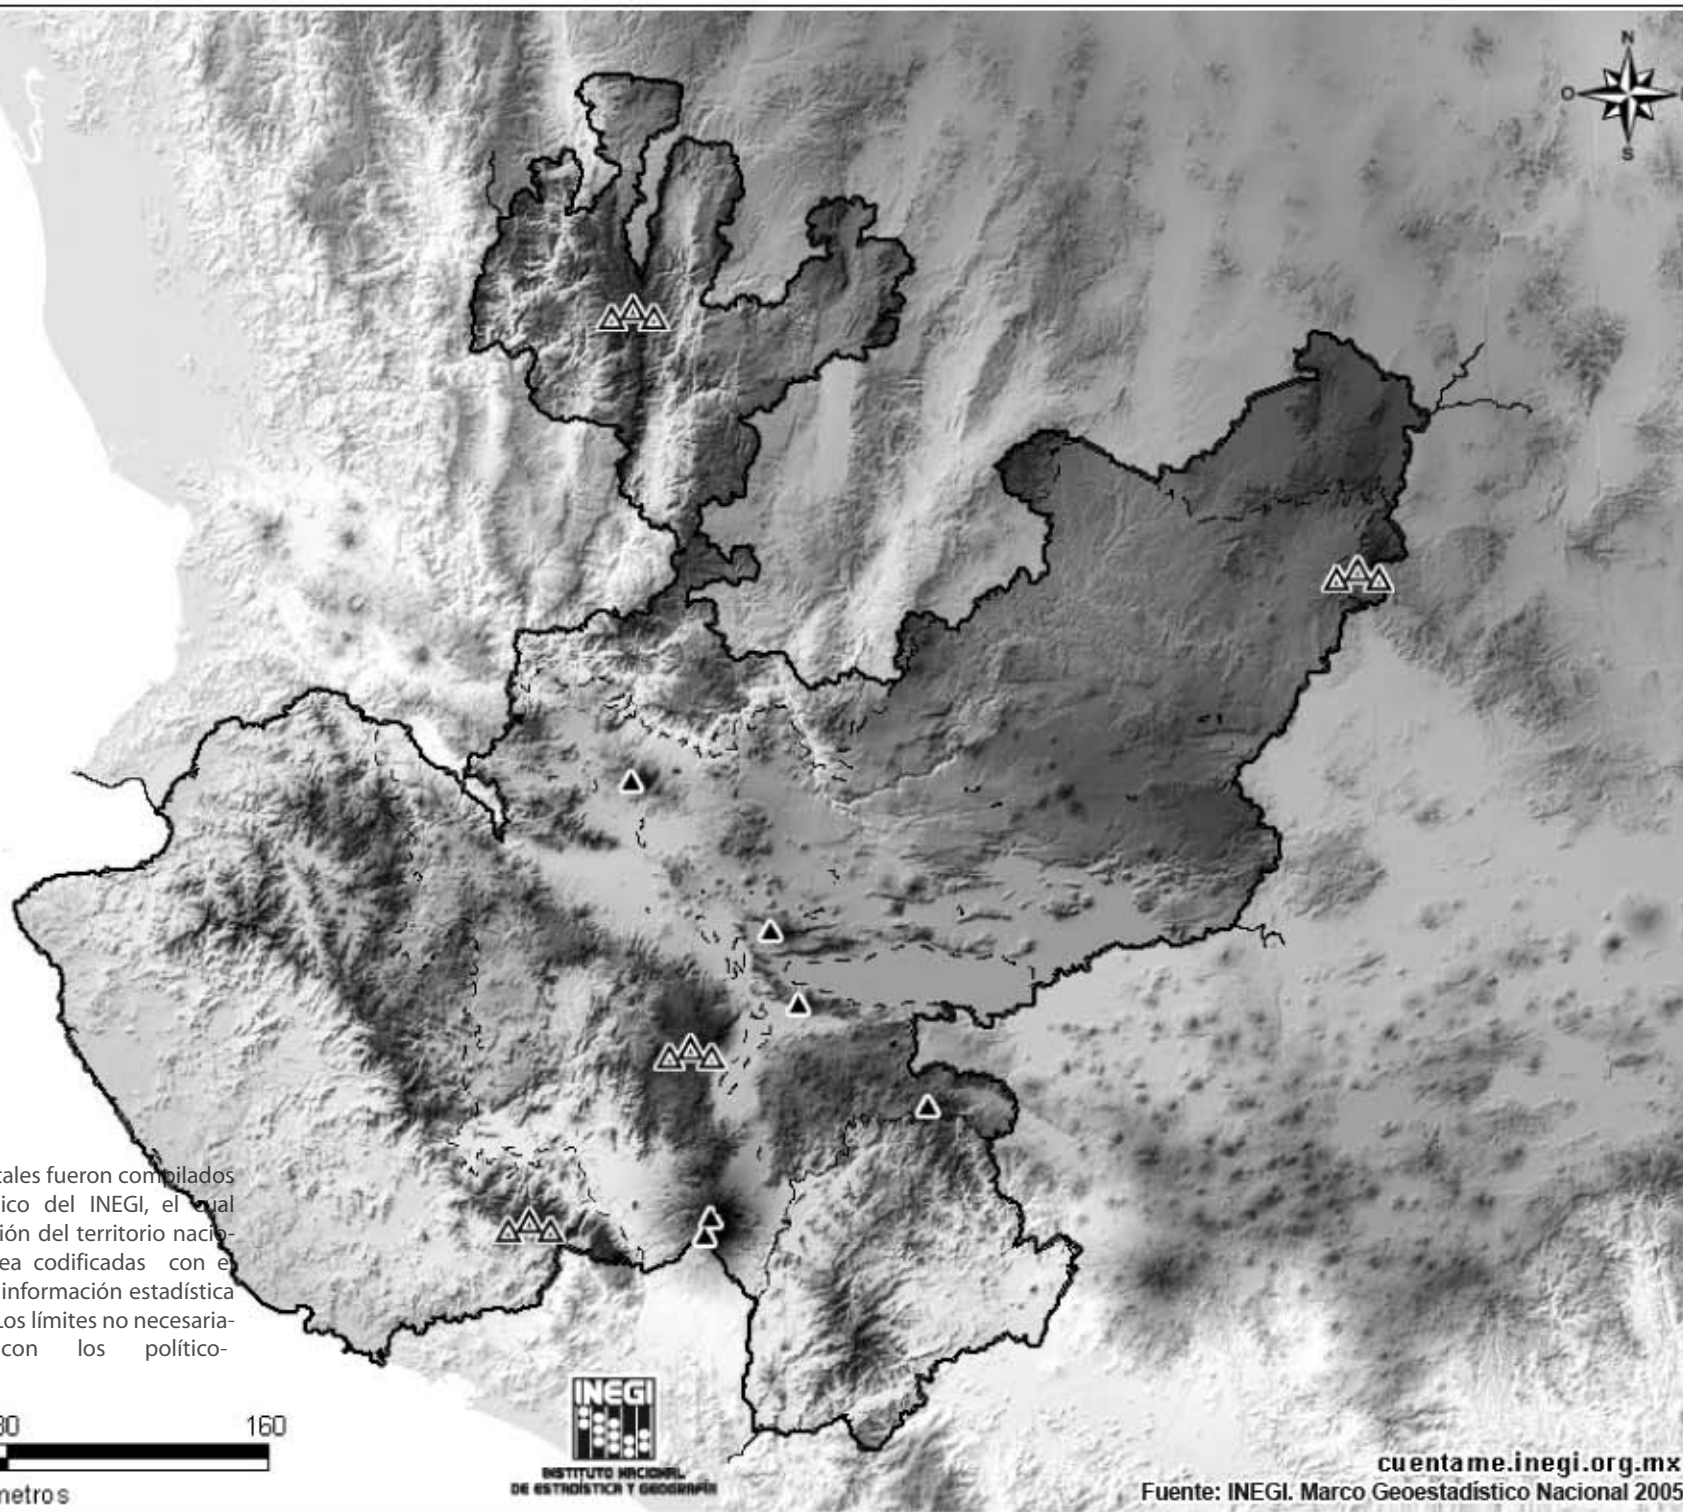 N
O
S
tales fueron compilados
ico del INEGI, el cual
ión del territorio nacio-
ea codificadas con e
información estadística
Los límites no necesaria-
con los político-
80
160
metros
INEGI
INSTITUTO NACIONAL
DE ESTADÍSTICA Y GEOGRAFÍA
cuentame.inegi.org.mx
Fuente: INEGI. Marco Geoestadístico Nacional 2005